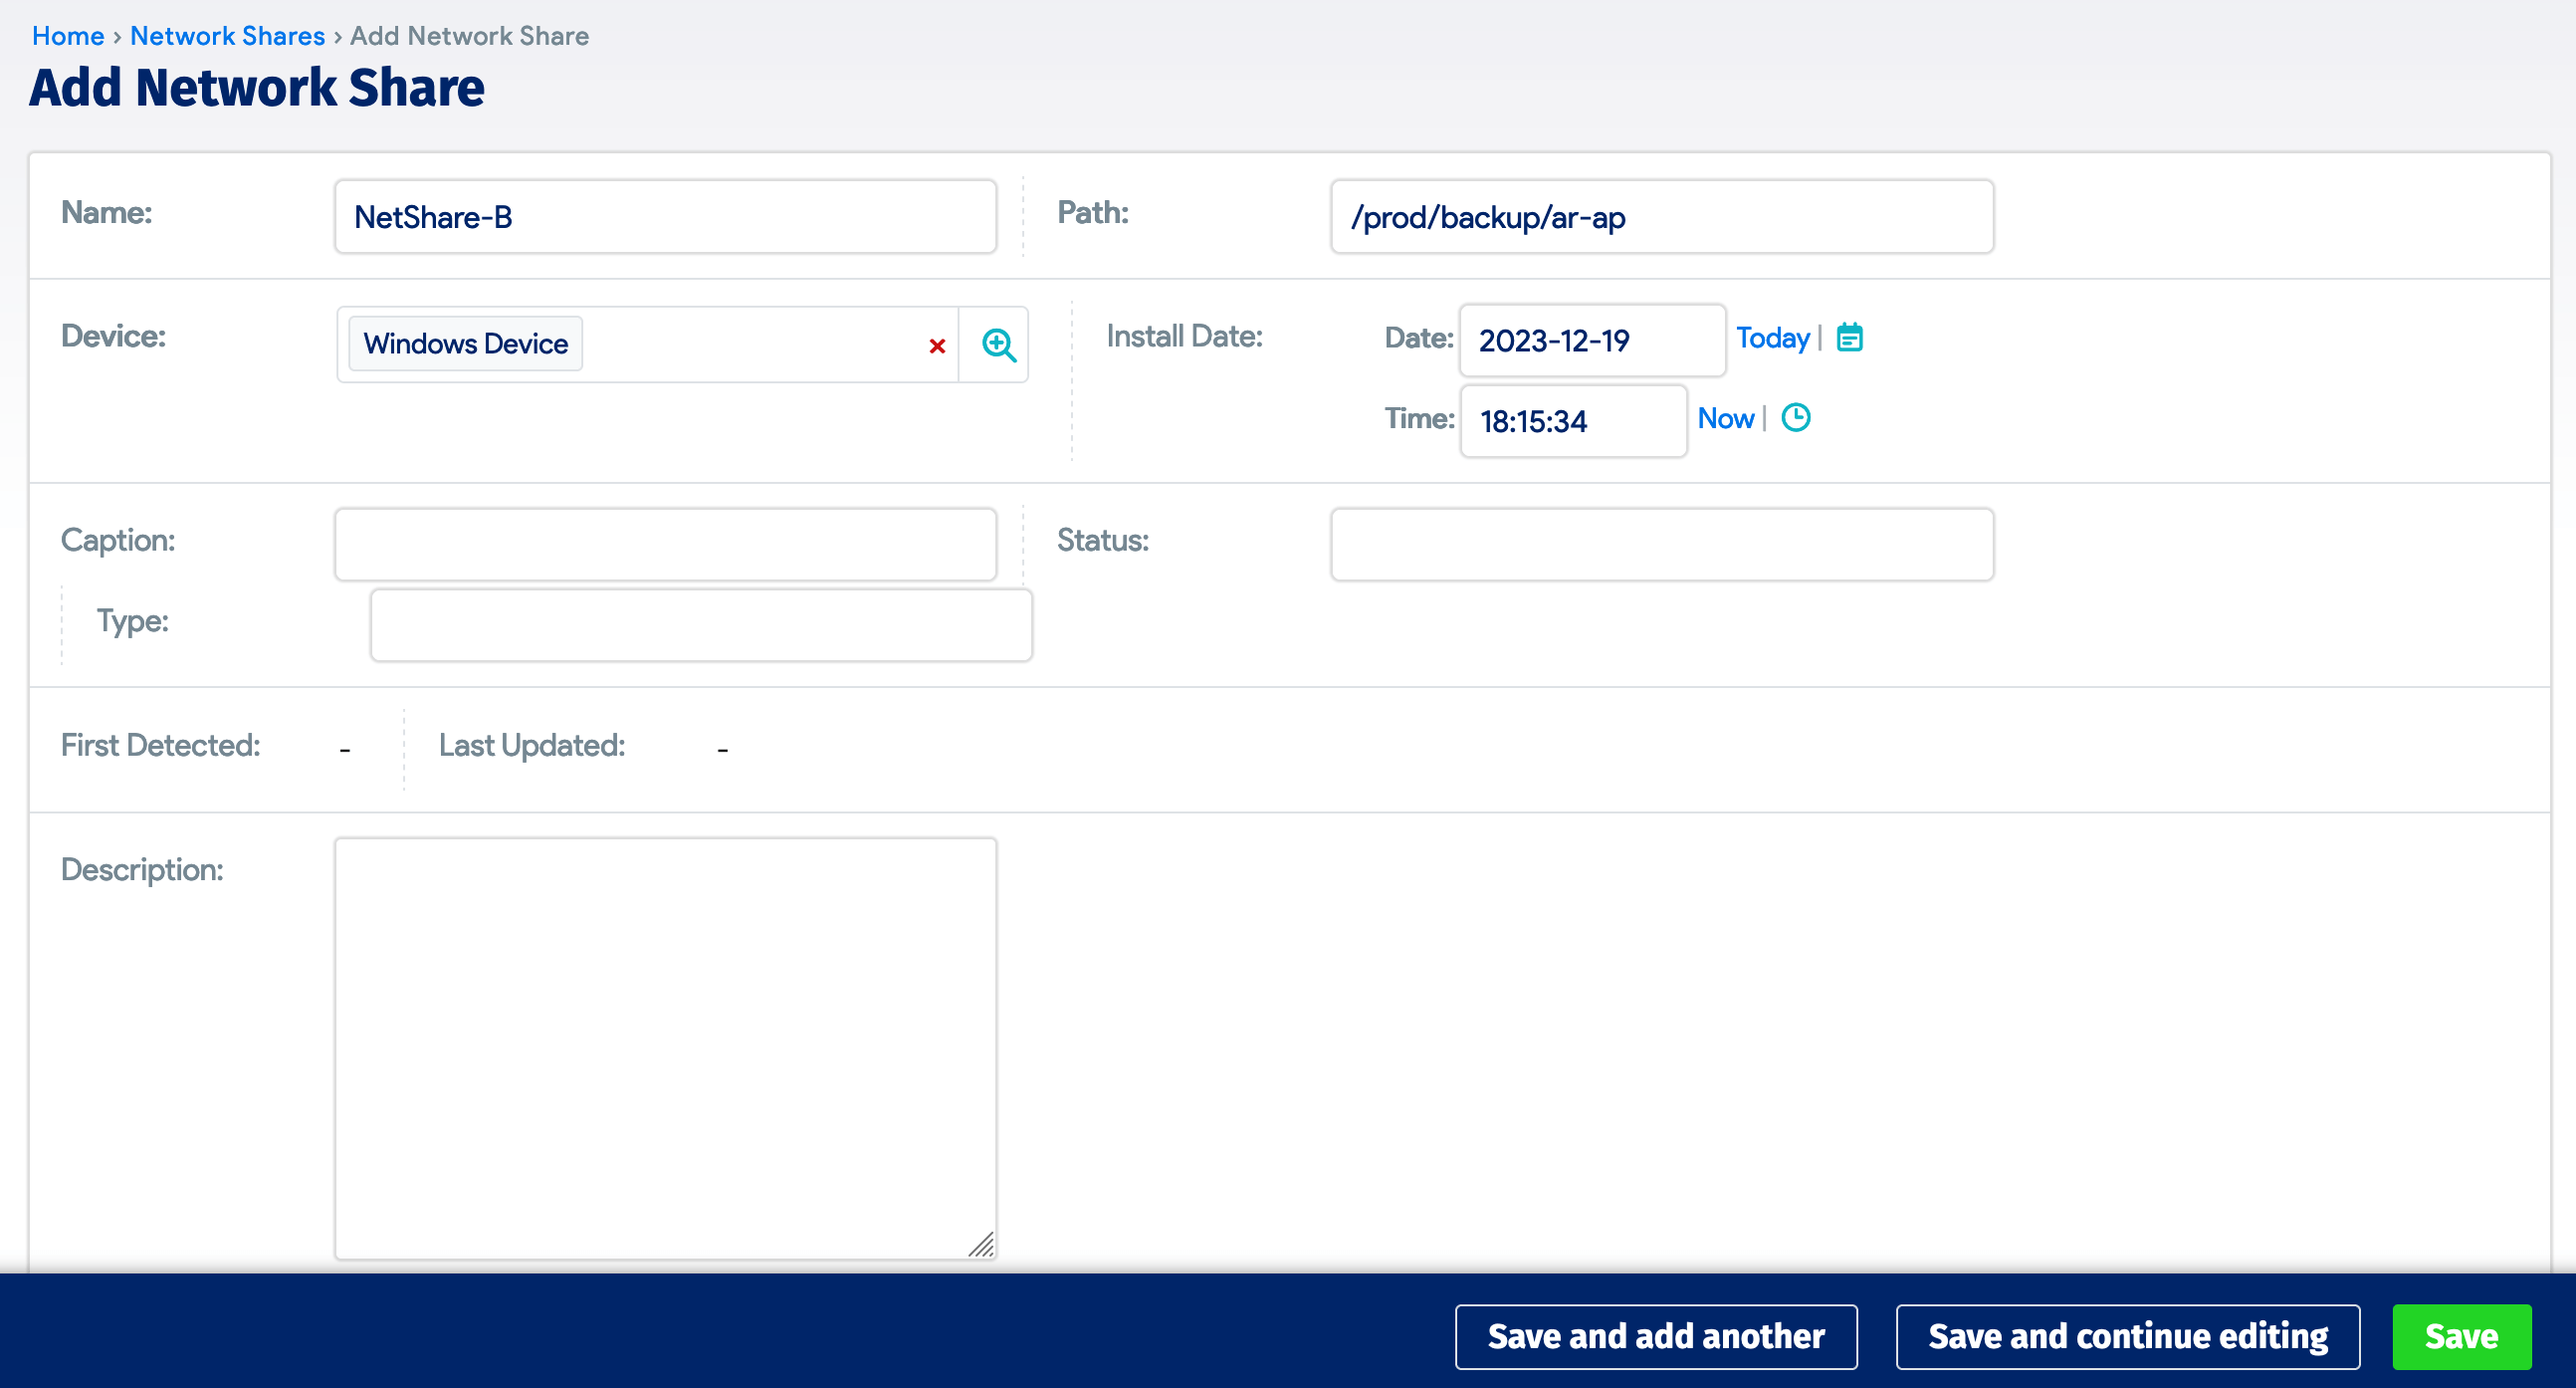 Home › Network Shares › Add Network Share
Add Network Share
Name: NetShare-B Path: /prod/backup/ar-ap
Device: Windows Device Install Date: Date: 2023-12-19 Today |
Time: 18:15:34 Now |
Caption: Status:
Type:
First Detected: - Last Updated: -
Description:
Save and add another Save and continue editing Save